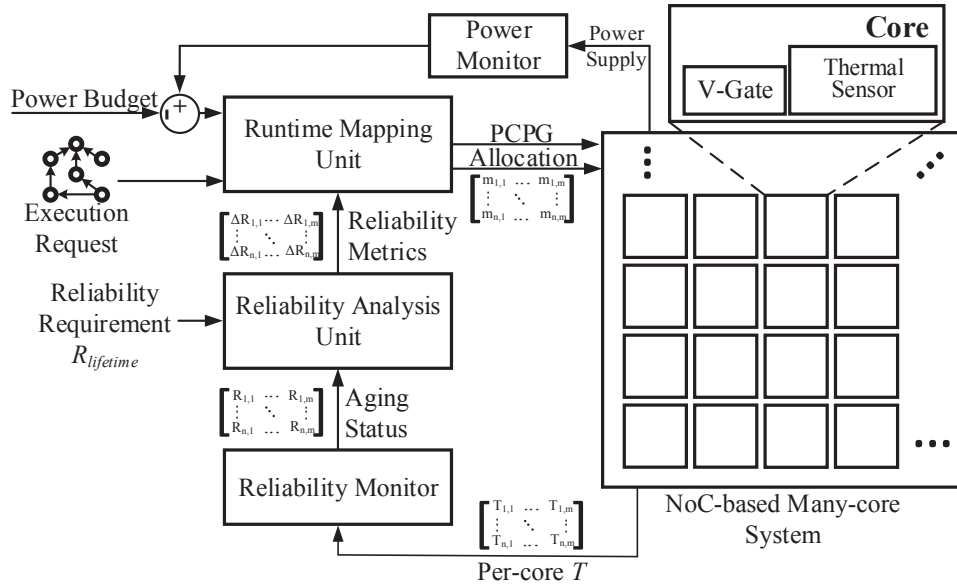 Core
V-Gate
Thermal
Sensor
Power
Monitor
Power
Supply
Power Budget
+
-
Runtime Mapping
Unit
PCPG
Allocation
m1,1 ... m1,m
⋮ ⋱ ⋮
mn,1 ... mn,m
Execution
Request
ΔR1,1 ... ΔR1,m
⋮ ⋱ ⋮
ΔRn,1 ... ΔRn,m
Reliability
Metrics
Reliability
Requirement
Rlifetime
Reliability Analysis
Unit
R1,1 ... R1,m
⋮ ⋱ ⋮
Rn,1 ... Rn,m
Aging
Status
Reliability Monitor
T1,1 ... T1,m
⋮ ⋱ ⋮
Tn,1 ... Tn,m
Per-core T
NoC-based Many-core
System